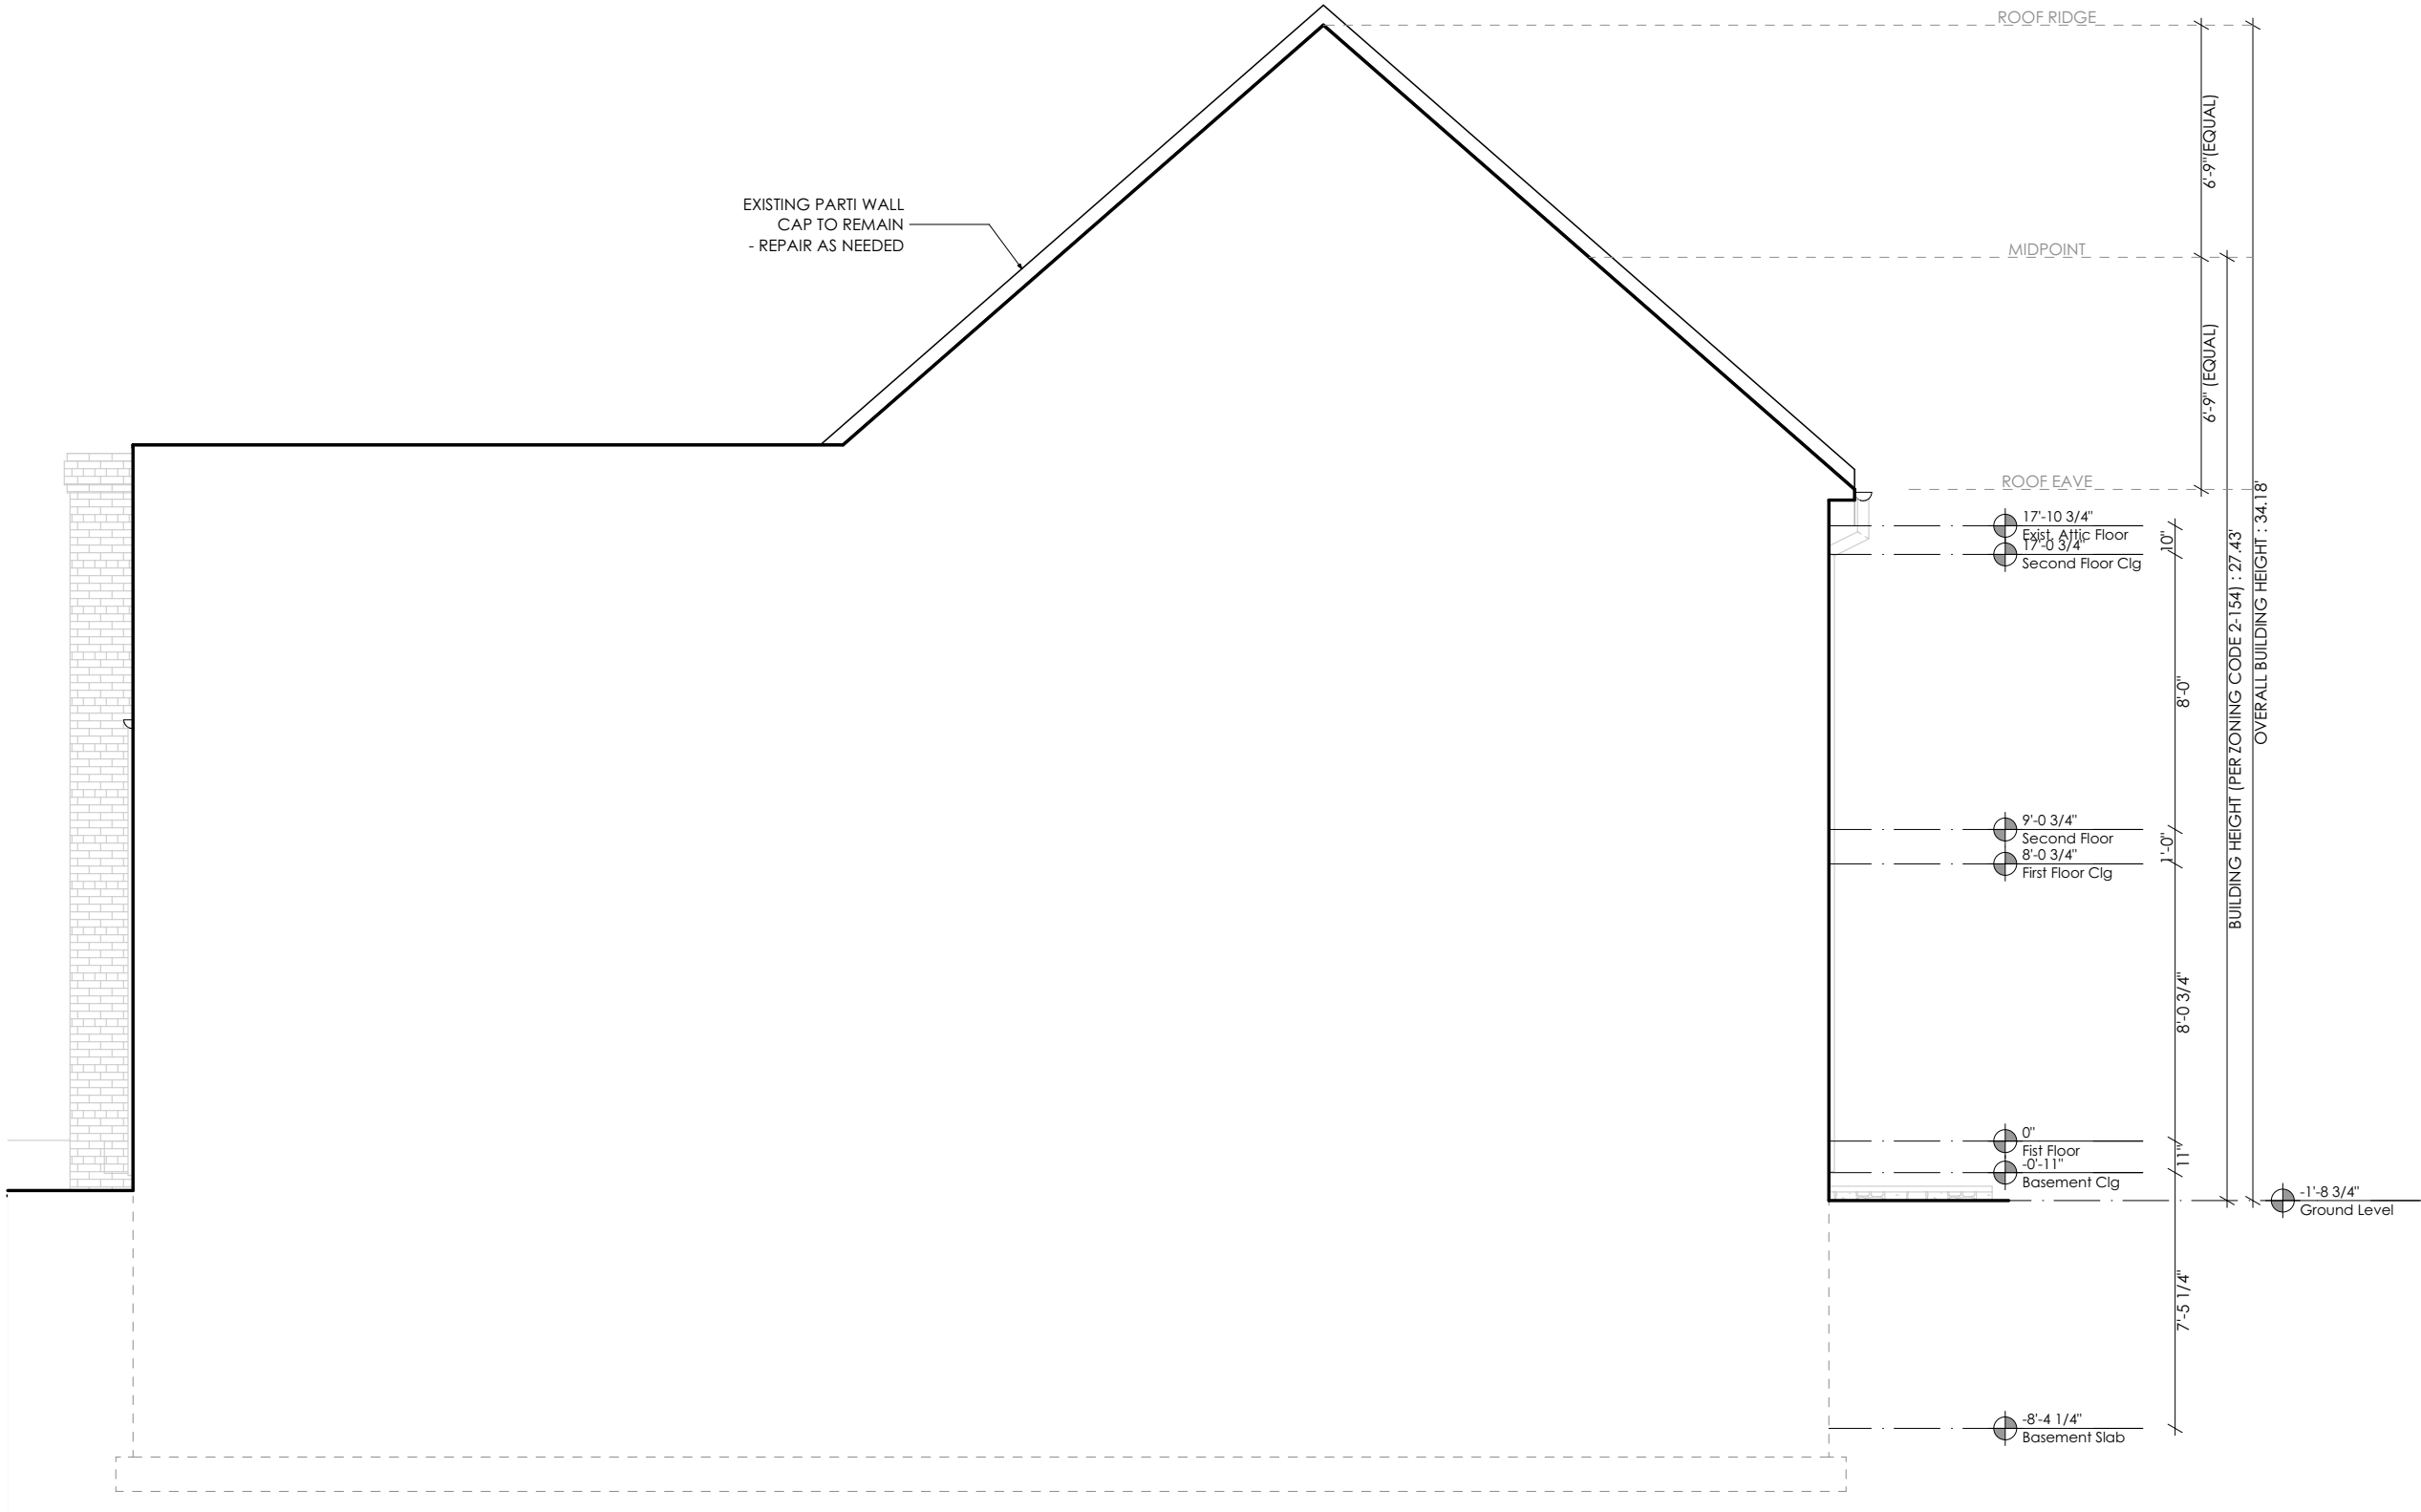 ROOF RIDGE
6'-9"(EQUAL)
EXISTING PARTI WALL
CAP TO REMAIN
- REPAIR AS NEEDED
MIDPOINT
6'-9" (EQUAL)
ROOF EAVE
17'-10 3/4"
Exist. Attic Floor
10"
17'-0 3/4"
Second Floor Clg
8'-0"
BUILDING HEIGHT (PER ZONING CODE 2-154) : 27.43'
OVERALL BUILDING HEIGHT : 34.18'
9'-0 3/4"
Second Floor
1'-0"
8'-0 3/4"
First Floor Clg
8'-0 3/4"
0"
Fist Floor
11"
-0'-11"
Basement Clg
-1'-8 3/4"
Ground Level
7'-5 1/4"
-8'-4 1/4"
Basement Slab